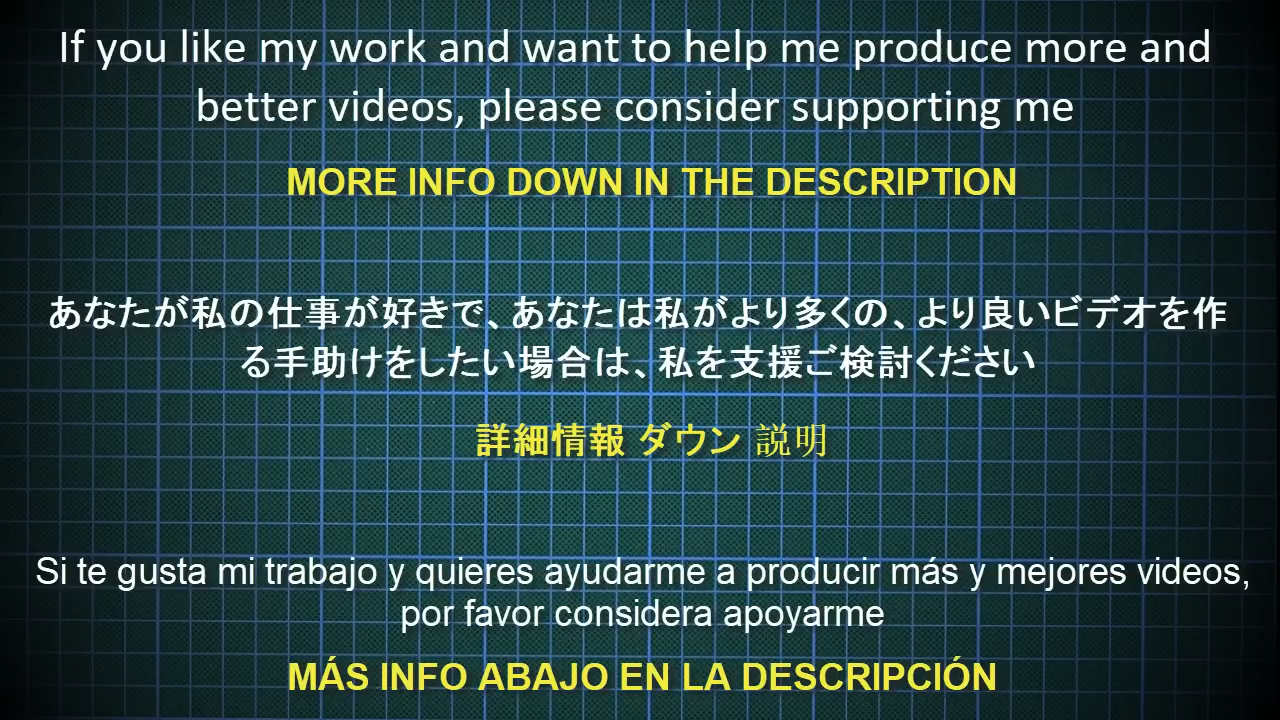 If you like my work and want to help me produce more and
better videos, please consider supporting me
MORE INFO DOWN IN THE DESCRIPTION
あなたが私の仕事が好きで、あなたは私がより多くの、より良いビデオを作
る手助けをしたい場合は、私を支援ご検討ください
詳細情報 ダウン 説明
Si te gusta mi trabajo y quieres ayudarme a producir más y mejores videos,
por favor considera apoyarme
MÁS INFO ABAJO EN LA DESCRIPCIÓN